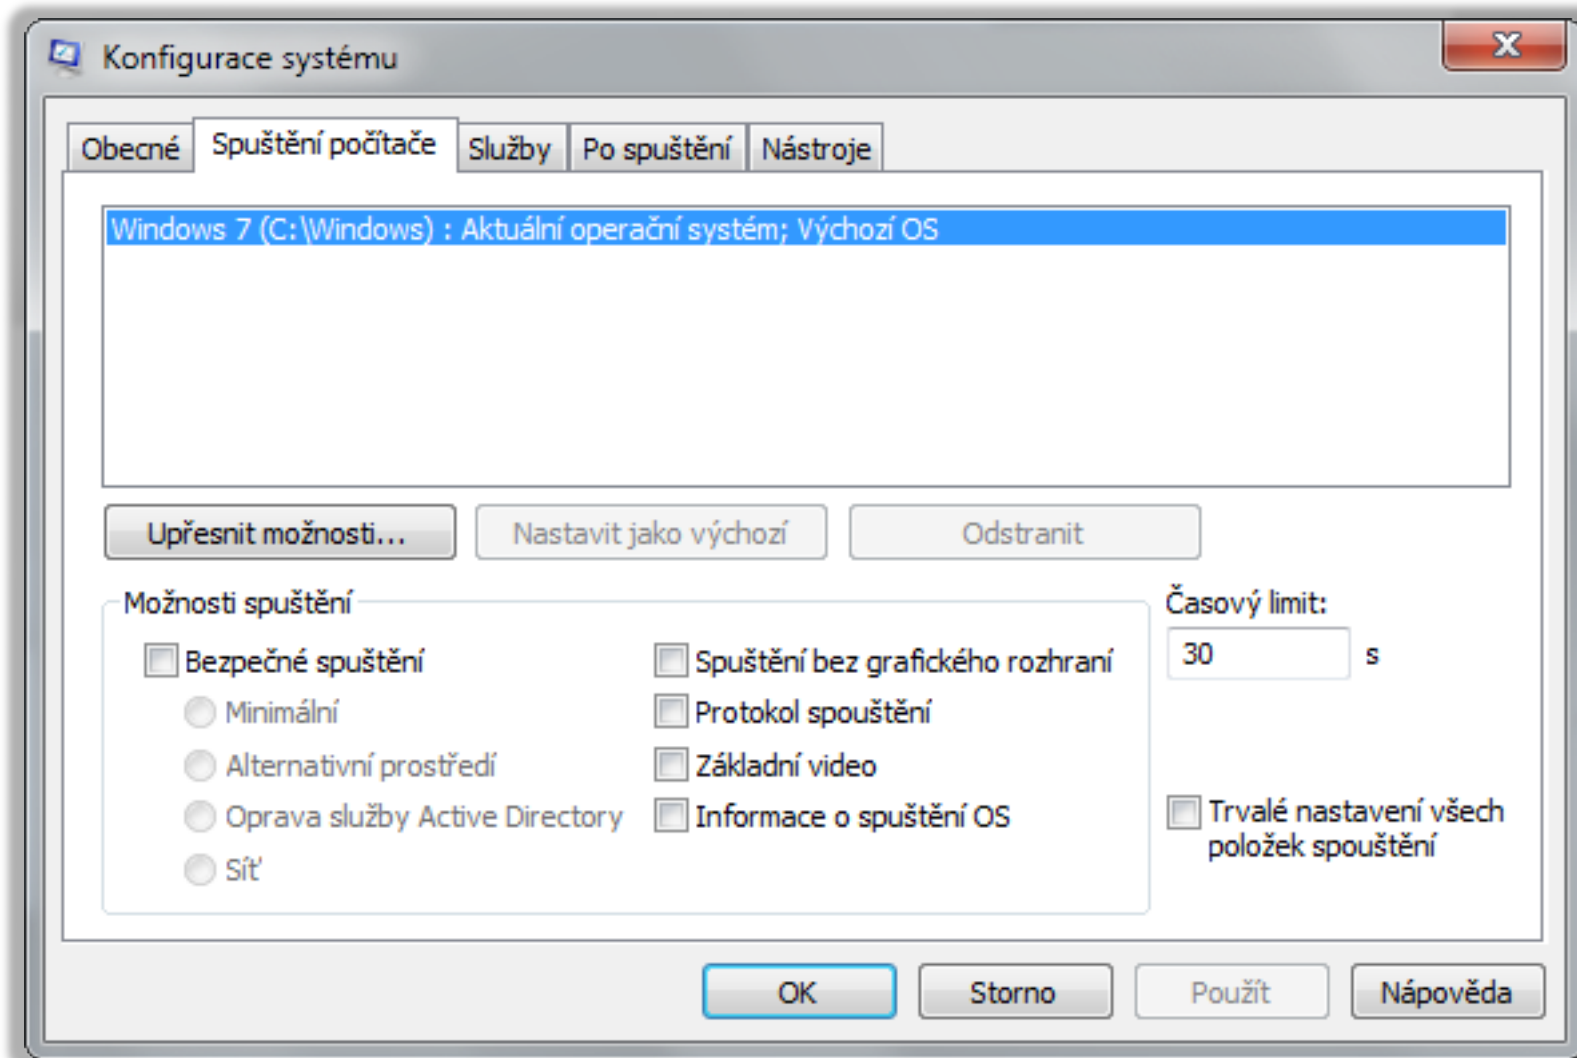 Konfigurace systému
Obecné Spuštění počítače Služby Po spuštění Nástroje
Windows 7 (C:\Windows) : Aktuální operační systém; Výchozí OS
Upřesnit možnosti... Nastavit jako výchozí Odstranit
Možnosti spuštění
Časový limit:
Bezpečné spuštění
Spuštění bez grafického rozhraní
30 s
Minimální
Protokol spouštění
Alternativní prostředí
Základní video
Oprava služby Active Directory
Informace o spuštění OS
Síť
Trvalé nastavení všech
položek spouštění
OK Storno Použít Nápověda